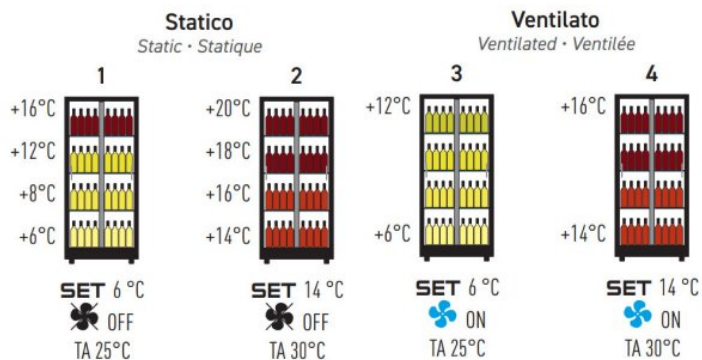 Statico
Static • Statique
Ventilato
Ventilated • Ventilée
1
+16°C
+12°C
+8°C
+6°C
SET 6 °C
OFF
TA 25°C
2
+20°C
+18°C
+16°C
+14°C
SET 14 °C
OFF
TA 30°C
3
+12°C
+6°C
SET 6 °C
ON
TA 25°C
4
+16°C
+14°C
SET 14 °C
ON
TA 30°C